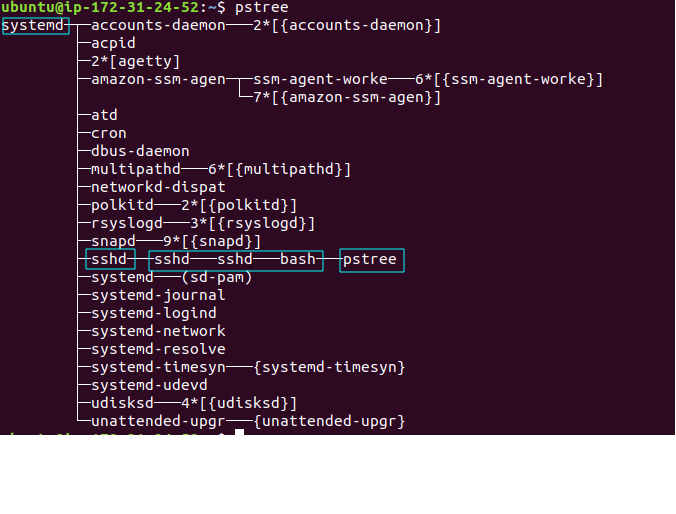 ubuntu@ip-172-31-24-52:~$ pstree
systemd─┬─accounts-daemon───2*[{accounts-daemon}]
├─acpid
├─2*[agetty]
├─amazon-ssm-agen─┬─ssm-agent-worke───6*[{ssm-agent-worke}]
└─7*[{amazon-ssm-agen}]
├─atd
├─cron
├─dbus-daemon
├─multipathd───6*[{multipathd}]
├─networkd-dispat
├─polkitd───2*[{polkitd}]
├─rsyslogd───3*[{rsyslogd}]
├─snapd───9*[{snapd}]
├─sshd───sshd───sshd───bash───pstree
├─systemd───(sd-pam)
├─systemd-journal
├─systemd-logind
├─systemd-network
├─systemd-resolve
├─systemd-timesyn───{systemd-timesyn}
├─systemd-udevd
├─udisksd───4*[{udisksd}]
└─unattended-upgr───{unattended-upgr}